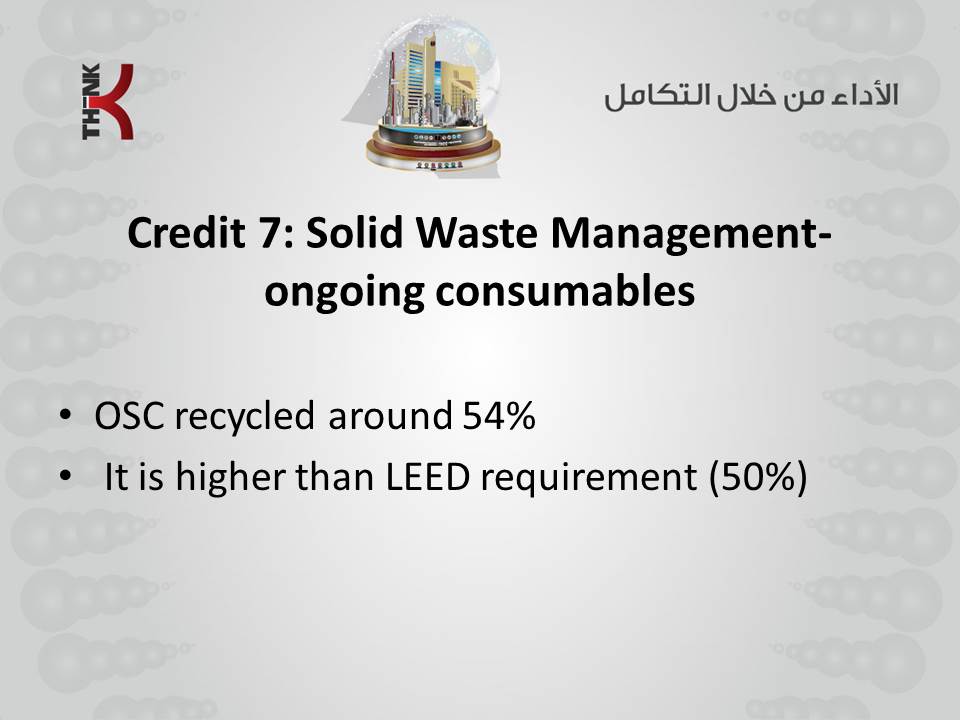 THINK
الأداء من خلال التكامل
Credit 7: Solid Waste Management-
ongoing consumables
• OSC recycled around 54%
• It is higher than LEED requirement (50%)